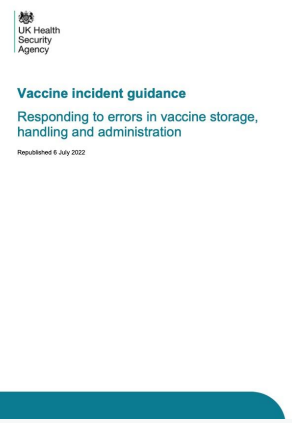 UK Health
Security
Agency
Vaccine incident guidance
Responding to errors in vaccine storage,
handling and administration
Republished 6 July 2022